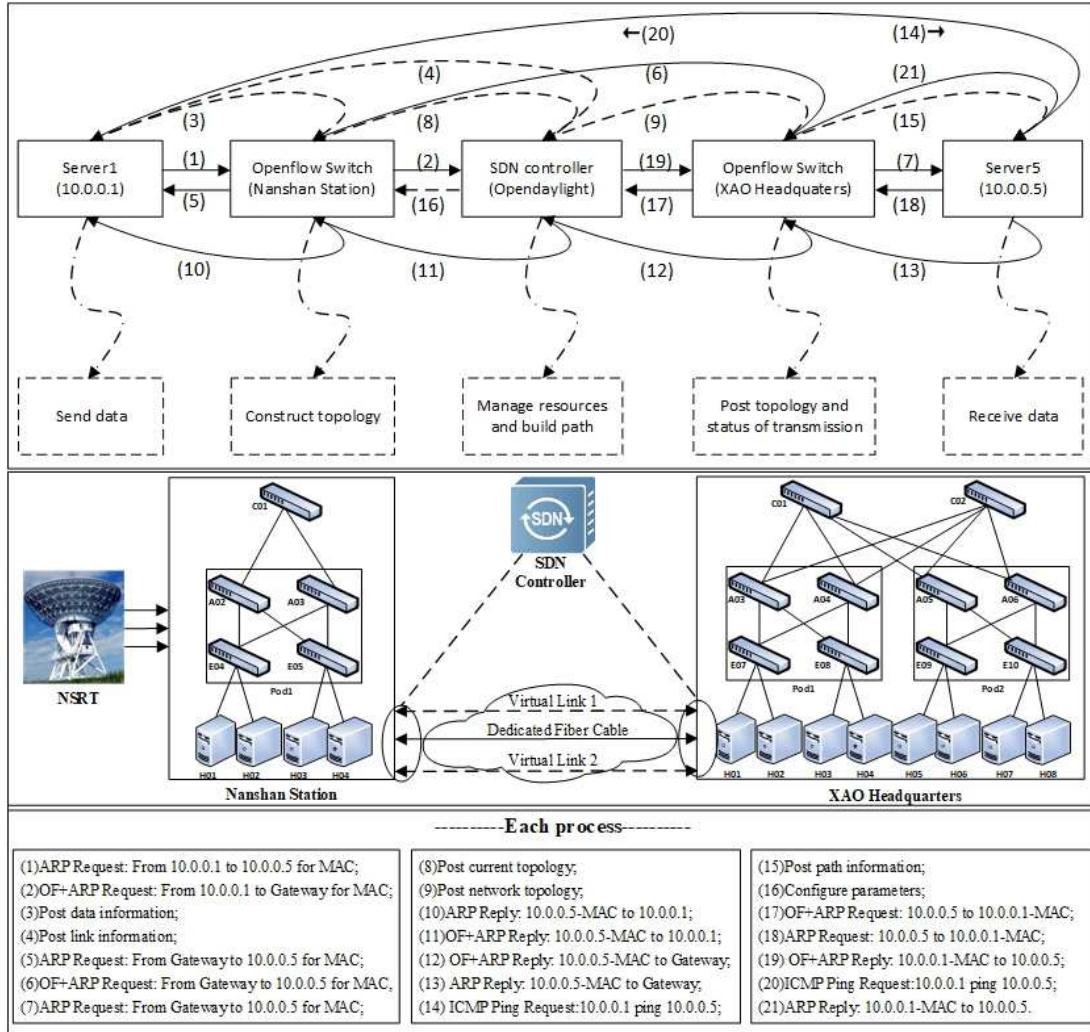 ←(20)
(14)→
(4)
(6)
(21)
(3)
(8)
(9)
(15)
Server1
(10.0.0.1)
(1)
(5)
Openflow Switch
(Nanshan Station)
(2)
(16)
SDN controller
(Opendaylight)
(19)
(17)
Openflow Switch
(XAO Headquaters)
(7)
(18)
Server5
(10.0.0.5)
(10)
(11)
(12)
(13)
Send data
Construct topology
Manage resources
and build path
Post topology and
status of transmission
Receive data
NSRT
C01
A02
A03
E04
E05
Pod1
H01
H02
H03
H04
Nanshan Station
SDN
SDN
Controller
Virtual Link 1
Dedicated Fiber Cable
Virtual Link 2
C01
C02
A03
A04
A05
A06
E07
E08
E09
E10
Pod1
Pod2
H01
H02
H03
H04
H05
H06
H07
H08
XAO Headquarters
----------Each process----------
(1)ARP Request: From 10.0.0.1 to 10.0.0.5 for MAC;
(2)OF+ARP Request: From 10.0.0.1 to Gateway for MAC;
(3)Post data information;
(4)Post link information;
(5)ARP Request: From Gateway to 10.0.0.5 for MAC;
(6)OF+ARP Request: From Gateway to 10.0.0.5 for MAC,
(7)ARP Request: From Gateway to 10.0.0.5 for MAC;
(8)Post current topology;
(9)Post network topology;
(10)ARP Reply: 10.0.0.5-MAC to 10.0.0.1;
(11)OF+ARP Reply: 10.0.0.5-MAC to 10.0.0.1;
(12) OF+ARP Reply: 10.0.0.5-MAC to Gateway;
(13) ARP Reply: 10.0.0.5-MAC to Gateway;
(14) ICMP Ping Request:10.0.0.1 ping 10.0.0.5;
(15)Post path information;
(16)Configure parameters;
(17)OF+ARP Request: 10.0.0.5 to 10.0.0.1-MAC;
(18)ARP Request: 10.0.0.5 to 10.0.0.1-MAC;
(19) OF+ARP Reply: 10.0.0.1-MAC to 10.0.0.5;
(20)ICMP Ping Request:10.0.0.1 ping 10.0.0.5;
(21)ARP Reply: 10.0.0.1-MAC to 10.0.0.5.